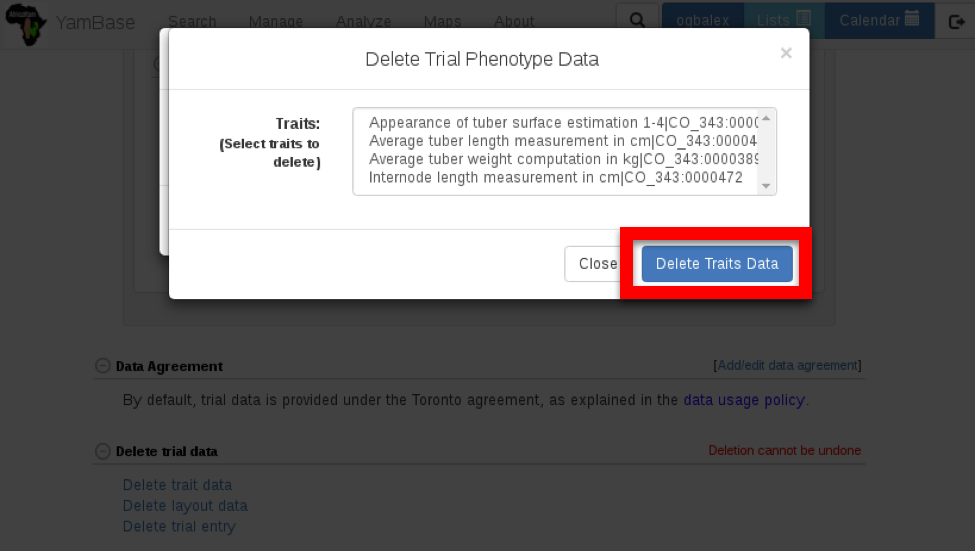 YamBase Search Manage Analyze Maps About ogbalex Lists Calendar
Delete Trial Phenotype Data ×
Traits:
(Select traits to
delete)
Appearance of tuber surface estimation 1-4|CO_343:000
Average tuber length measurement in cm|CO_343:00004
Average tuber weight computation in kg|CO_343:0000389
Internode length measurement in cm|CO_343:0000472
Close Delete Traits Data
Data Agreement [Add/edit data agreement]
By default, trial data is provided under the Toronto agreement, as explained in the data usage policy.
Delete trial data Deletion cannot be undone
Delete trait data
Delete layout data
Delete trial entry